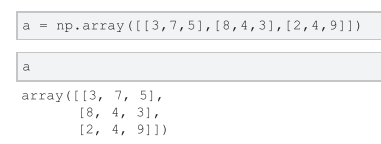 a = np.array([[3,7,5],[8,4,3],[2,4,9]])
a
array([[3, 7, 5],
       [8, 4, 3],
       [2, 4, 9]])